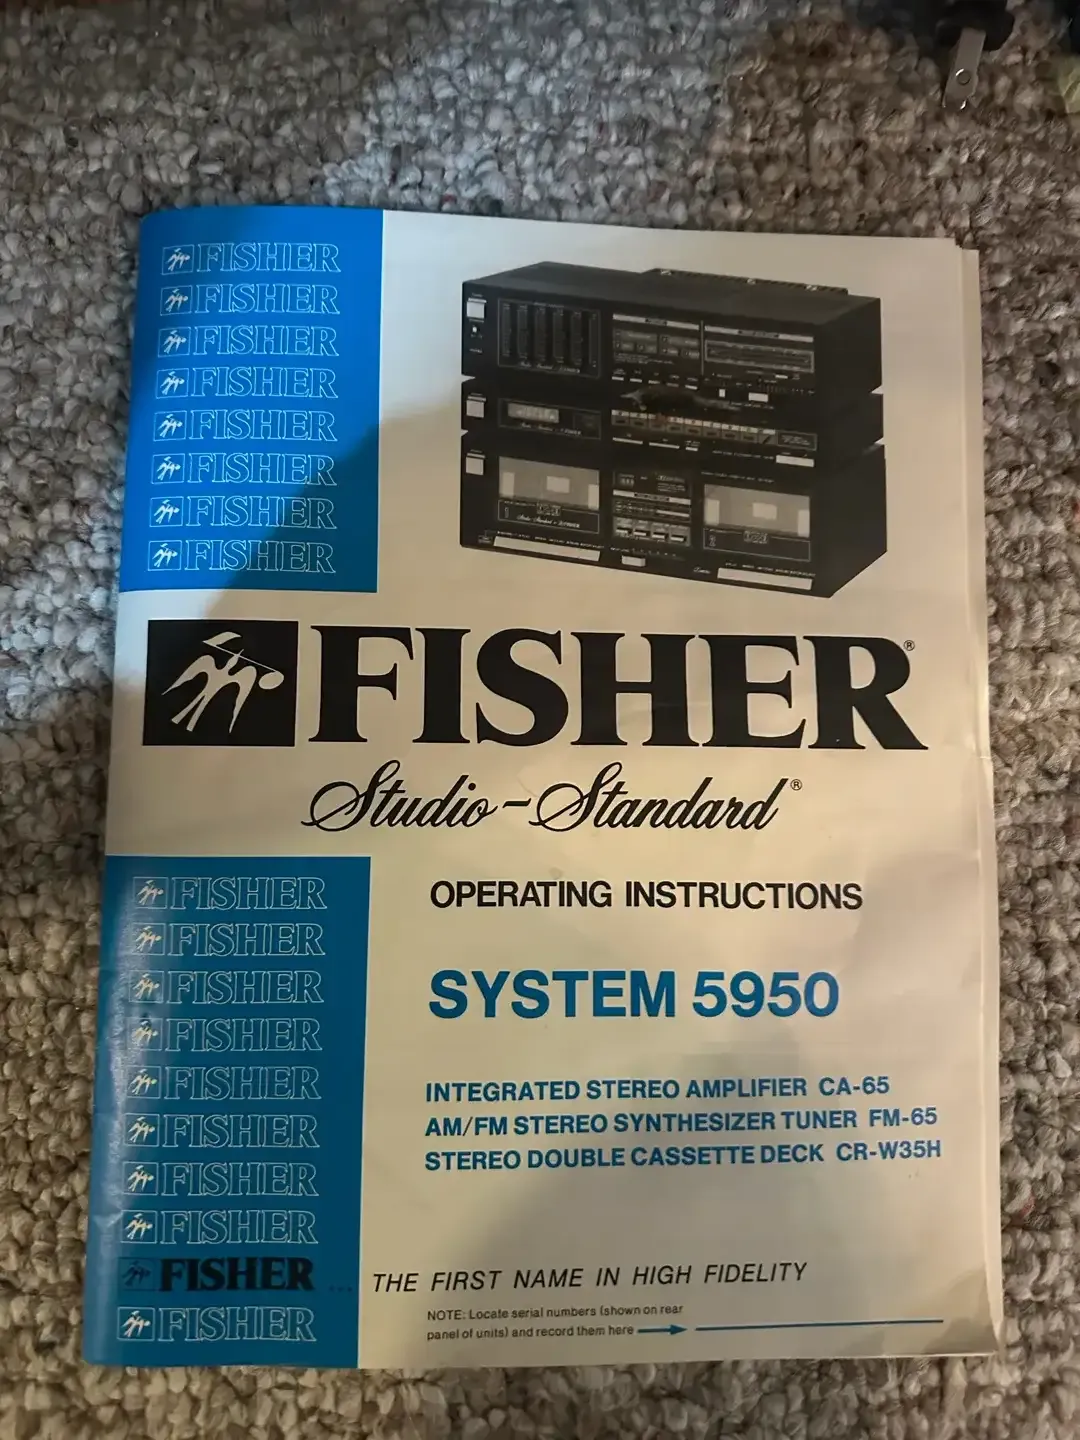 FISHER
FISHER
FISHER
FISHER
FISHER
FISHER
FISHER
FISHER
FISHER®
Studio-Standard®
OPERATING INSTRUCTIONS
SYSTEM 5950
INTEGRATED STEREO AMPLIFIER CA-65
AM/FM STEREO SYNTHESIZER TUNER FM-65
STEREO DOUBLE CASSETTE DECK CR-W35H
FISHER
FISHER
FISHER
FISHER
FISHER
FISHER
FISHER
FISHER
FISHER ... THE FIRST NAME IN HIGH FIDELITY
FISHER
NOTE: Locate serial numbers (shown on rear
panel of units) and record them here